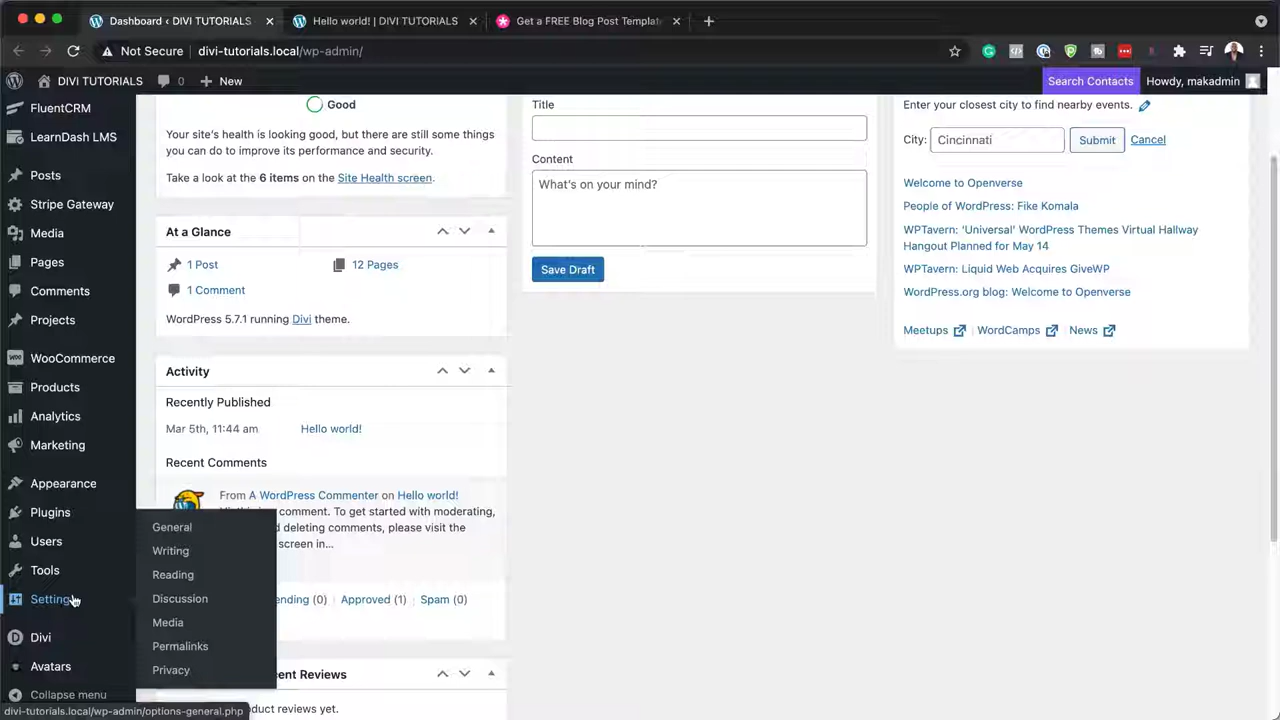 Dashboard ‹ DIVI TUTORIALS
Hello world! | DIVI TUTORIALS
Get a FREE Blog Post Templat
Not Secure
divi-tutorials.local/wp-admin/
DIVI TUTORIALS
0
New
Search Contacts
Howdy, makadmin
FluentCRM
LearnDash LMS
Posts
Stripe Gateway
Media
Pages
Comments
Projects
WooCommerce
Products
Analytics
Marketing
Appearance
Plugins
Users
Tools
Setting
Divi
Avatars
Collapse menu
General
Writing
Reading
Discussion
Media
Permalinks
Privacy
divi-tutorials.local/wp-admin/options-general.php
Good
Your site's health is looking good, but there are still some things
you can do to improve its performance and security.
Take a look at the 6 items on the Site Health screen.
At a Glance
1 Post
12 Pages
1 Comment
WordPress 5.7.1 running Divi theme.
Activity
Recently Published
Mar 5th, 11:44 am
Hello world!
Recent Comments
From A WordPress Commenter on Hello world!
comment. To get started with moderating,
d deleting comments, please visit the
screen in...
ending (0)
Approved (1)
Spam (0)
ent Reviews
duct reviews yet.
Title
Content
What's on your mind?
Save Draft
Enter your closest city to find nearby events.
City:
Cincinnati
Submit
Cancel
Welcome to Openverse
People of WordPress: Fike Komala
WPTavern: ‘Universal’ WordPress Themes Virtual Hallway
Hangout Planned for May 14
WPTavern: Liquid Web Acquires GiveWP
WordPress.org blog: Welcome to Openverse
Meetups
WordCamps
News